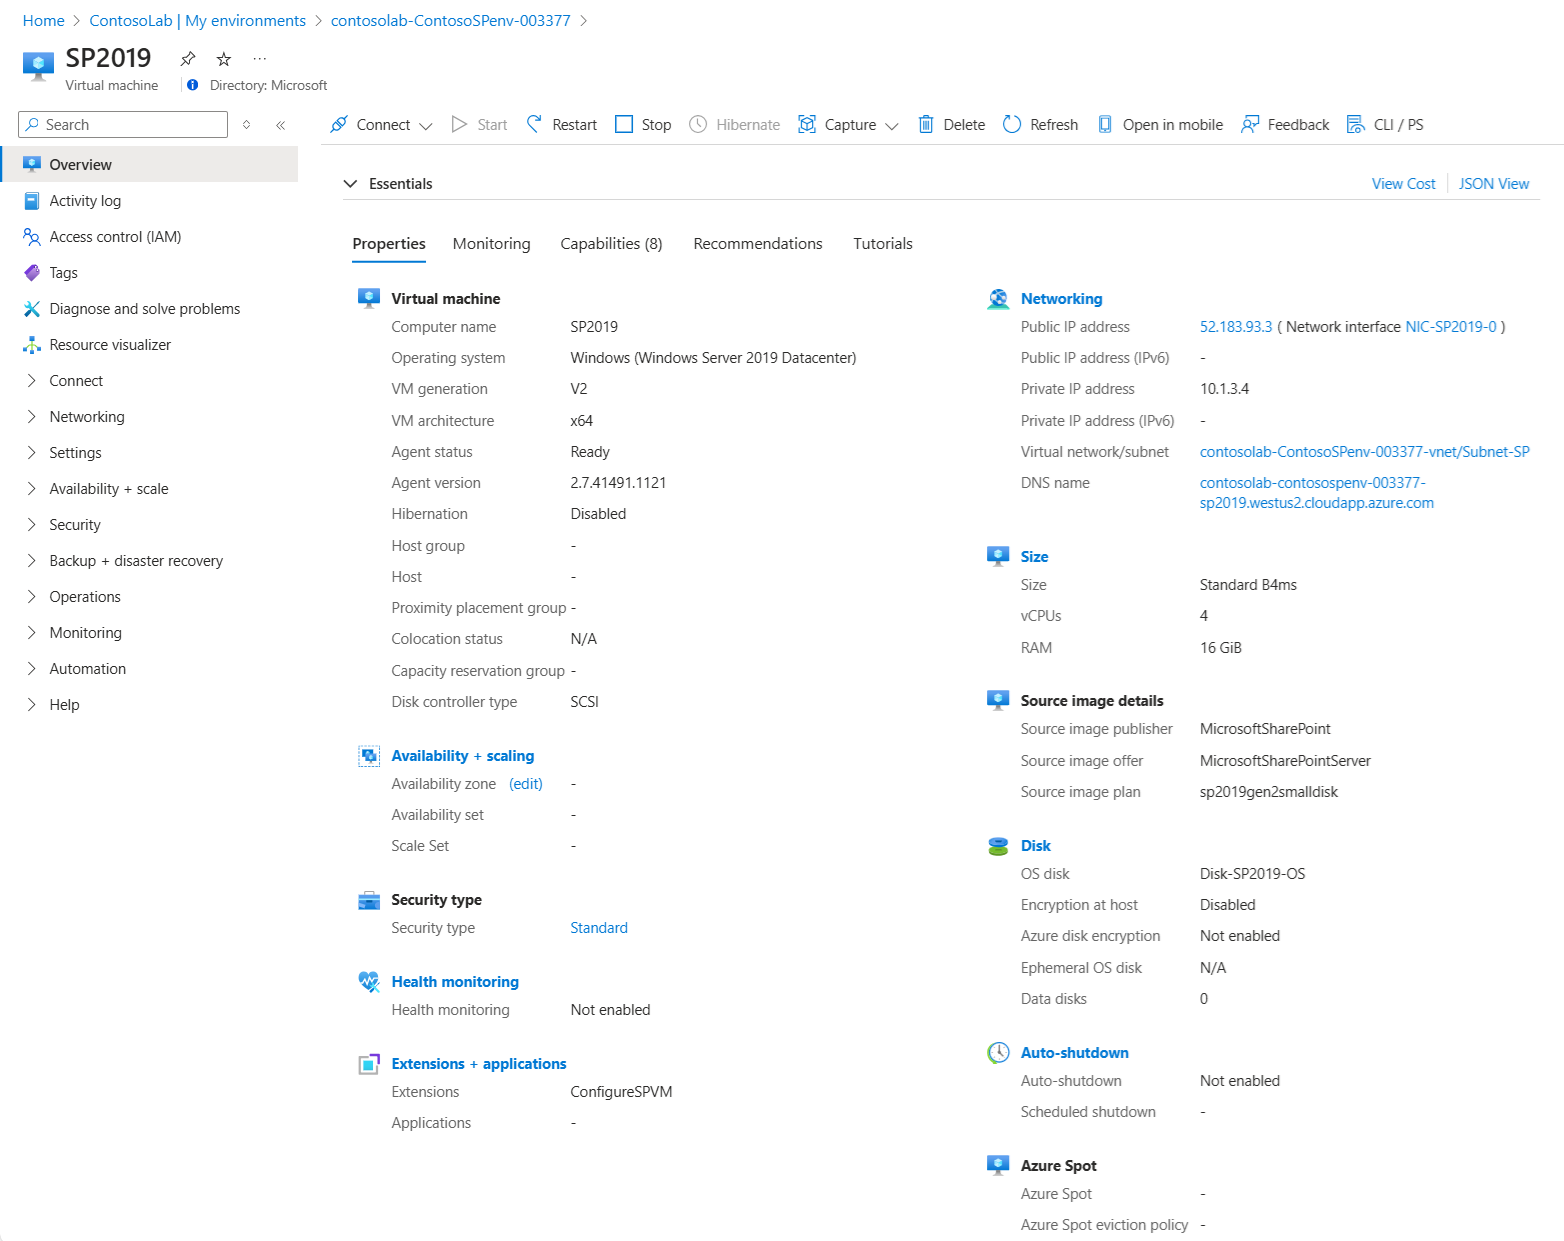 Home > ContosoLab | My environments > contosolab-ContosoSPenv-003377 >
SP2019
Virtual machine
Directory: Microsoft
Search
Overview
Activity log
Access control (IAM)
Tags
Diagnose and solve problems
Resource visualizer
Connect
Networking
Settings
Availability + scale
Security
Backup + disaster recovery
Operations
Monitoring
Automation
Help
Connect Start Restart Stop Hibernate Capture Delete Refresh Open in mobile Feedback CLI / PS
Essentials
View Cost JSON View
Properties Monitoring Capabilities (8) Recommendations Tutorials
Virtual machine
Computer name SP2019
Operating system Windows (Windows Server 2019 Datacenter)
VM generation V2
VM architecture x64
Agent status Ready
Agent version 2.7.41491.1121
Hibernation Disabled
Host group -
Host -
Proximity placement group -
Colocation status N/A
Capacity reservation group -
Disk controller type SCSI
Availability + scaling
Availability zone (edit) -
Availability set -
Scale Set -
Security type
Security type Standard
Health monitoring
Health monitoring Not enabled
Extensions + applications
Extensions ConfigureSPVM
Applications -
Networking
Public IP address 52.183.93.3 ( Network interface NIC-SP2019-0 )
Public IP address (IPv6) -
Private IP address 10.1.3.4
Private IP address (IPv6) -
Virtual network/subnet contosolab-ContosoSPenv-003377-vnet/Subnet-SP
DNS name contosolab-contosospenv-003377-
sp2019.westus2.cloudapp.azure.com
Size
Size Standard B4ms
vCPUs 4
RAM 16 GiB
Source image details
Source image publisher MicrosoftSharePoint
Source image offer MicrosoftSharePointServer
Source image plan sp2019gen2smalldisk
Disk
OS disk Disk-SP2019-OS
Encryption at host Disabled
Azure disk encryption Not enabled
Ephemeral OS disk N/A
Data disks 0
Auto-shutdown
Auto-shutdown Not enabled
Scheduled shutdown -
Azure Spot
Azure Spot -
Azure Spot eviction policy -